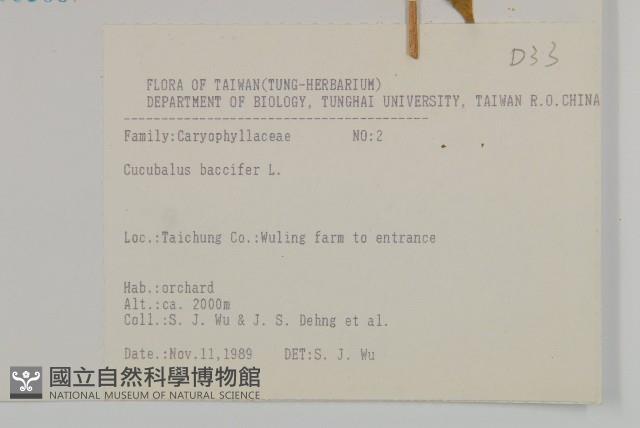 D33
FLORA OF TAIWAN(TUNG-HERBARIUM)
DEPARTMENT OF BIOLOGY, TUNGHAI UNIVERSITY, TAIWAN R.O.CHINA
-----------------------------------------
Family:Caryophyllaceae NO:2
Cucubalus baccifer L.
Loc.:Taichung Co.:Wuling farm to entrance
Hab.:orchard
Alt.:ca. 2000m
Coll.:S. J. Wu & J. S. Dehng et al.
Date.:Nov.11,1989 DET:S. J. Wu
國立自然科學博物館
NATIONAL MUSEUM OF NATURAL SCIENCE